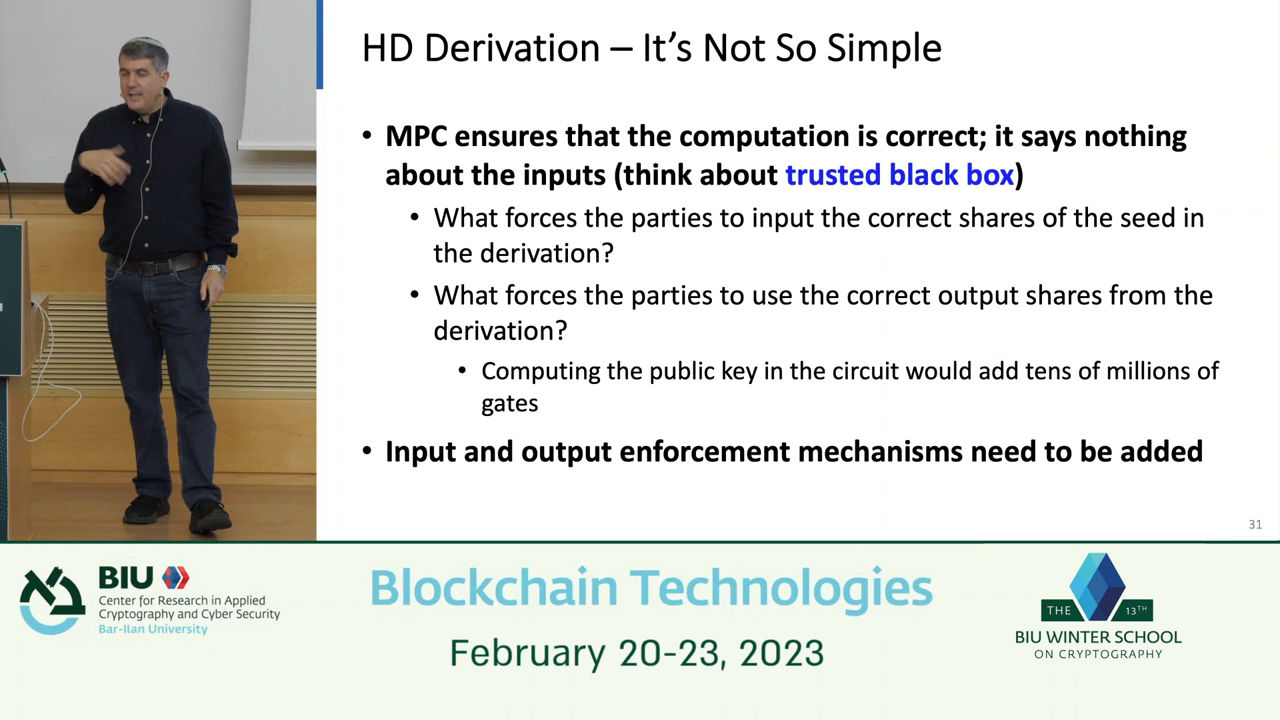 HD Derivation – It's Not So Simple
• MPC ensures that the computation is correct; it says nothing
about the inputs (think about trusted black box)
• What forces the parties to input the correct shares of the seed in
the derivation?
• What forces the parties to use the correct output shares from the
derivation?
• Computing the public key in the circuit would add tens of millions of
gates
• Input and output enforcement mechanisms need to be added
31
BIU
Center for Research in Applied
Cryptography and Cyber Security
Bar-Ilan University
Blockchain Technologies
February 20-23, 2023
THE 13TH
BIU WINTER SCHOOL
ON CRYPTOGRAPHY